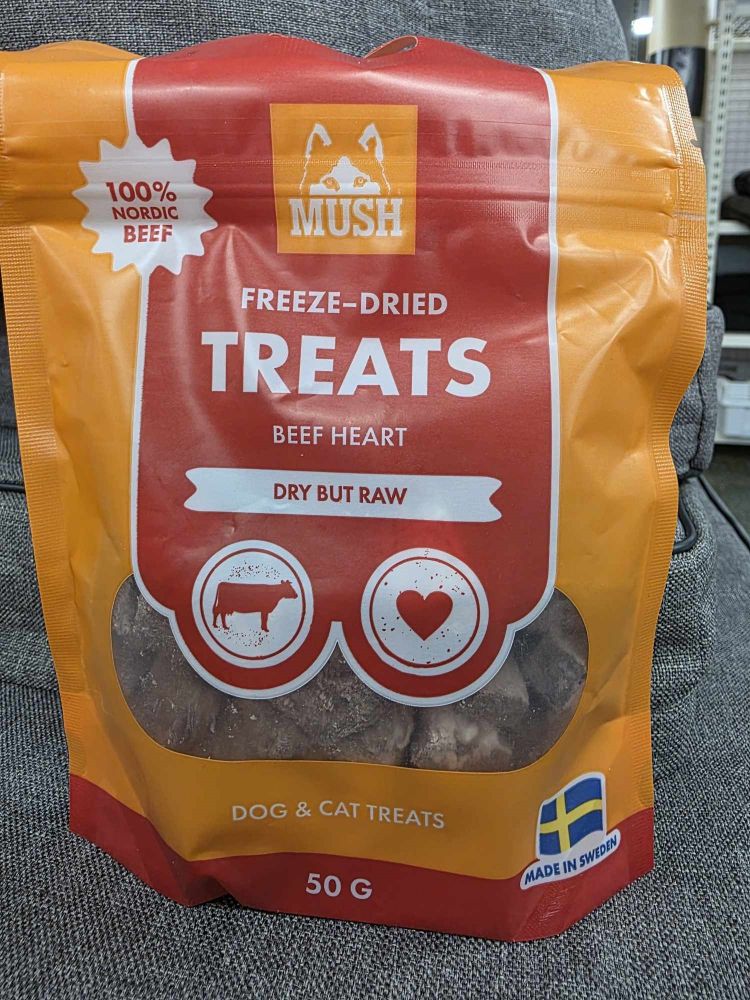 100%
NORDIC
BEEF
MUSH
FREEZE-DRIED
TREATS
BEEF HEART
DRY BUT RAW
DOG & CAT TREATS
MADE IN SWEDEN
50 G